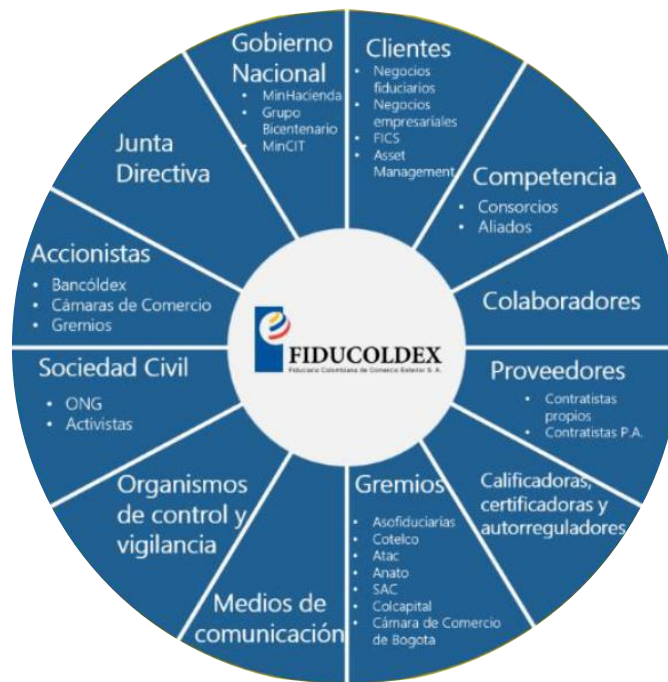 Gobierno
Nacional
MinHacienda
Grupo
Bicentenario
MinCIT
Clientes
Negocios
fiduciarios
Negocios
empresariales
FICS
Asset
Management
Competencia
Consorcios
Aliados
Colaboradores
Proveedores
Contratistas
propios
Contratistas P.A.
Calificadoras,
certificadoras y
autorreguladores
Gremios
Asofiduciarias
Cotelco
Atac
Anato
SAC
Colcapital
Cámara de Comercio
de Bogota
Medios de
comunicación
Organismos
de control y
vigilancia
Sociedad Civil
ONG
Activistas
Accionistas
Bancóldex
Cámaras de Comercio
Gremios
Junta
Directiva
FIDUCOLDEX
Fiduciaria Colombiana de Comercio Exterior S. A.